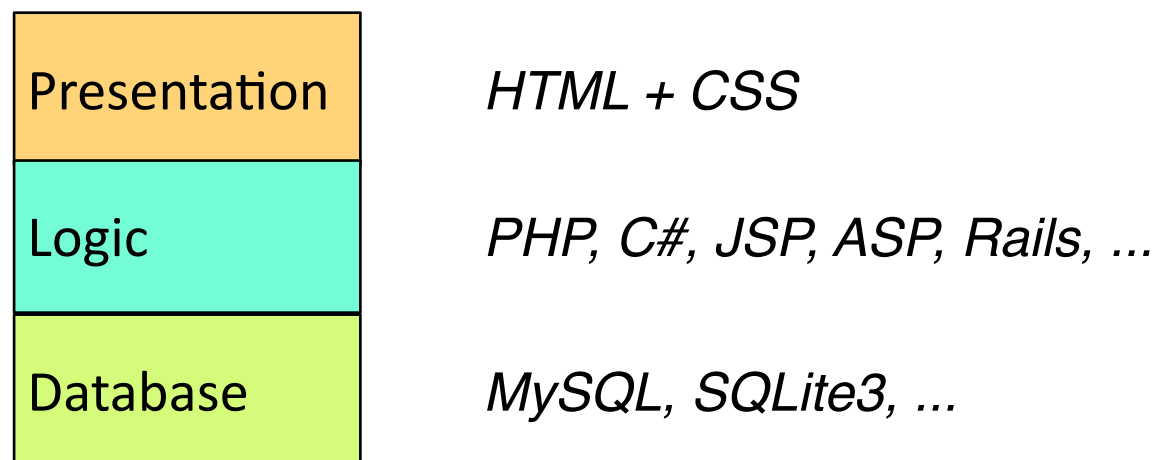 Presentation HTML + CSS
Logic PHP, C#, JSP, ASP, Rails, ...
Database MySQL, SQLite3, ...